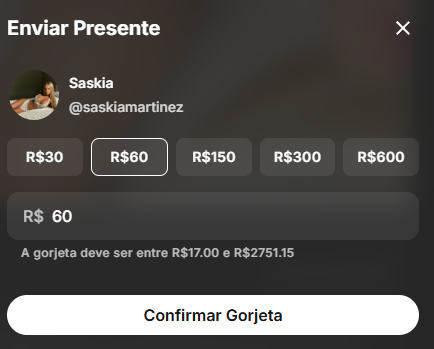 Enviar Presente
Saskia
@saskiamartinez
R$30 R$60 R$150 R$300 R$600
R$ 60
A gorjeta deve ser entre R$17.00 e R$2751.15
Confirmar Gorjeta